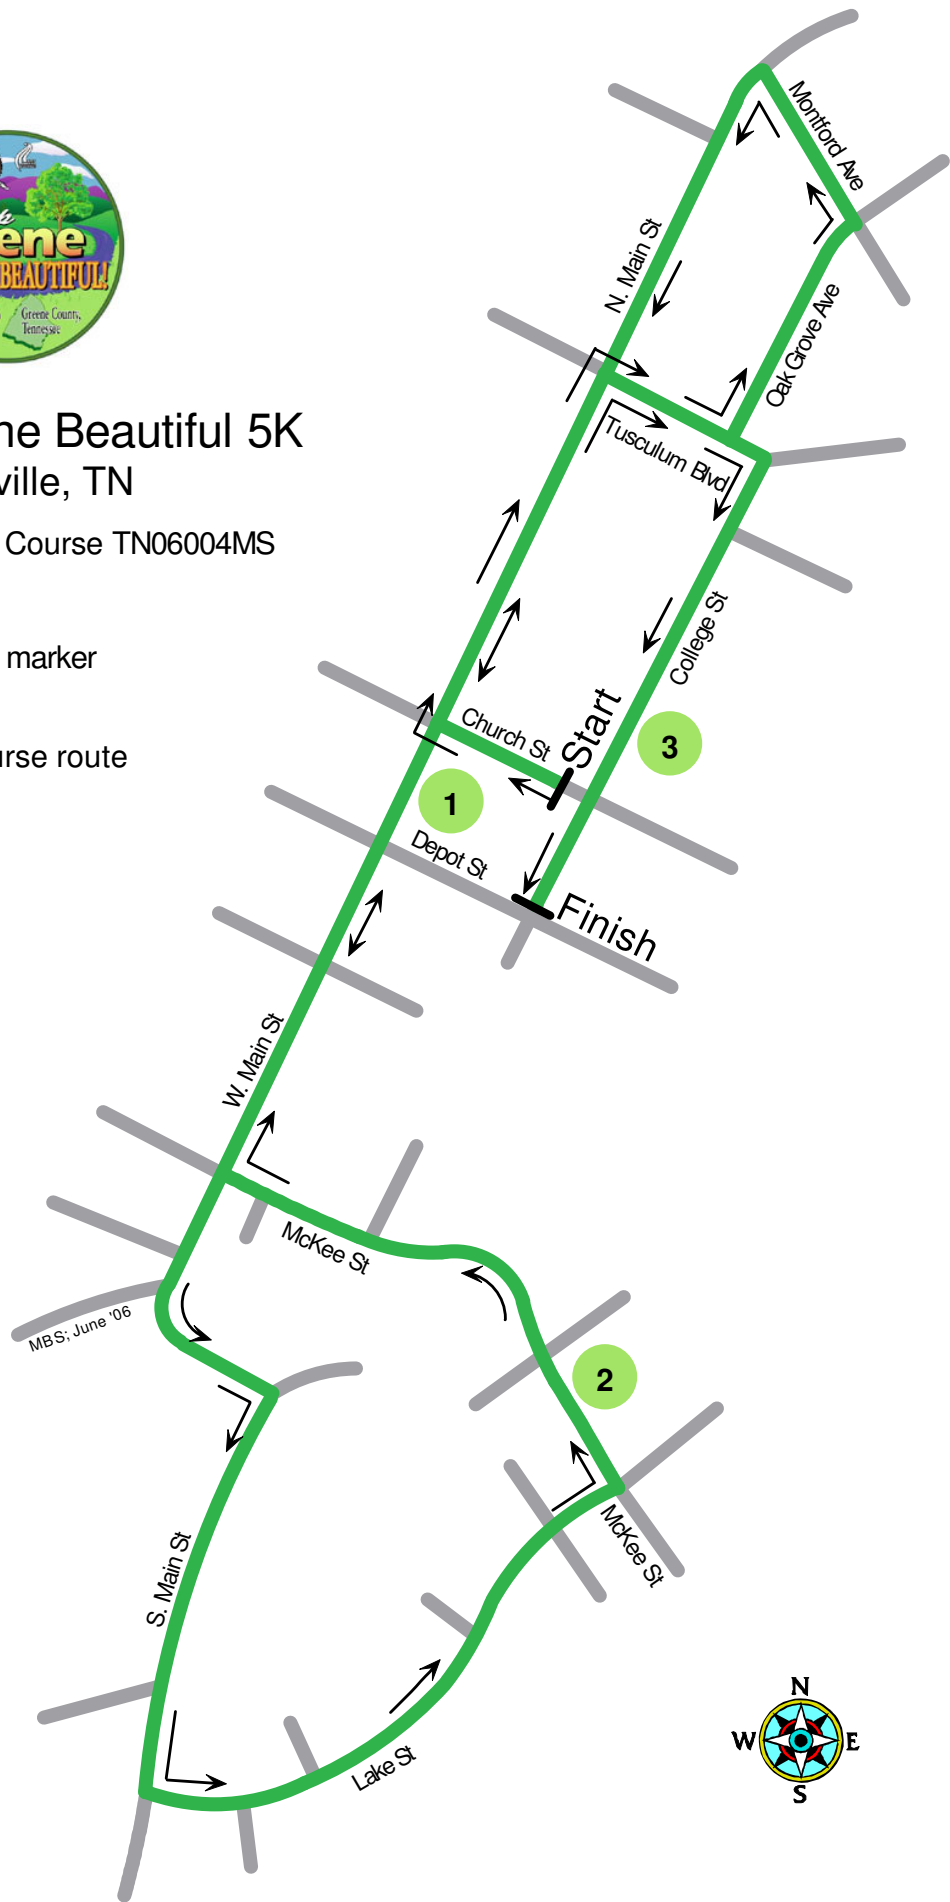 ene
BEAUTIFUL!
Greene County,
Tennessee
ne Beautiful 5K
ville, TN
Course TN06004MS
marker
urse route
Montford Ave
N. Main St
Oak Grove Ave
Tusculum Blvd
College St
Church St
Start
3
1
Depot St
Finish
W. Main St
McKee St
MBS; June '06
2
McKee St
S. Main St
Lake St
N
W
E
S